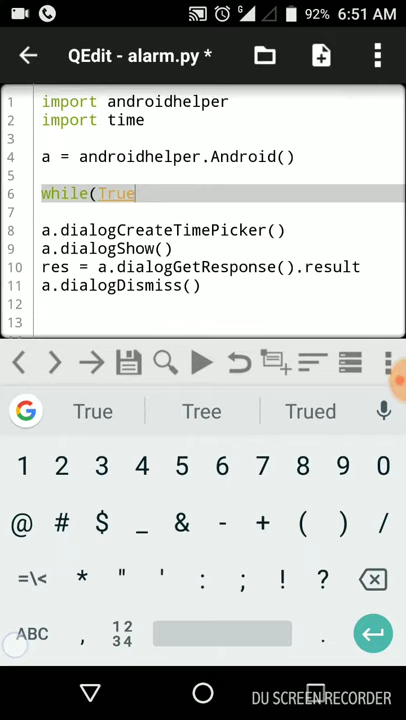 G 92% 6:51 AM
QEdit - alarm.py *
1 import androidhelper
2 import time
3
4 a = androidhelper.Android()
5
6 while(True
7
8 a.dialogCreateTimePicker()
9 a.dialogShow()
10 res = a.dialogGetResponse().result
11 a.dialogDismiss()
12
13
G True Tree Trued
1 2 3 4 5 6 7 8 9 0
@ # $ _ & - + ( ) /
=\< * " ' : ; ! ?
ABC , 12 34 .
DU SCREEN RECORDER